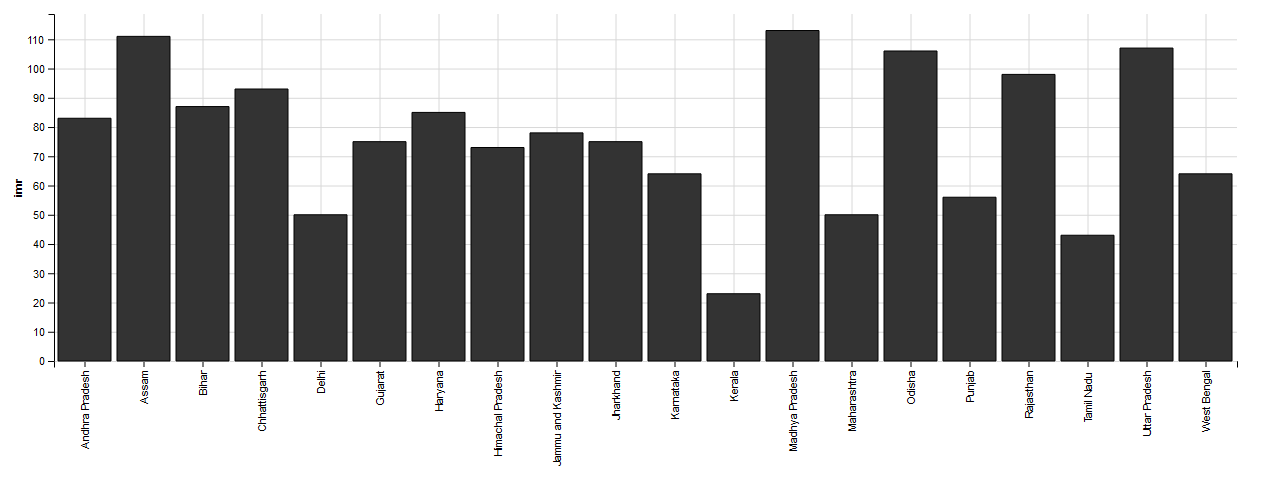 imr
110
100
90
80
70
60
50
40
30
20
10
0
Andhra Pradesh
Assam
Bihar
Chhattisgarh
Delhi
Gujarat
Haryana
Himachal Pradesh
Jammu and Kashmir
Jharkhand
Karnataka
Kerala
Madhya Pradesh
Maharashtra
Odisha
Punjab
Rajasthan
Tamil Nadu
Uttar Pradesh
West Bengal